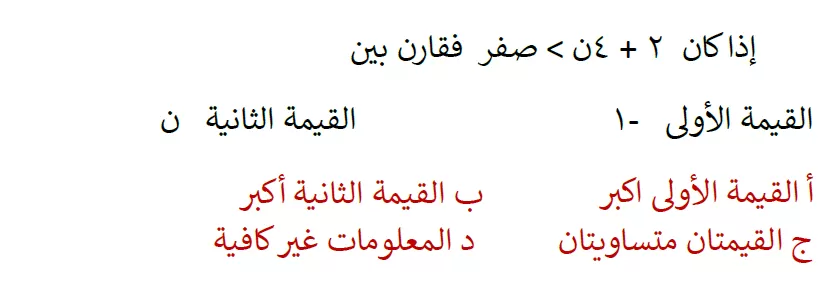 إذا كان ٢ + ٤ن < صفر فقارن بين
القيمة الأولى -١ القيمة الثانية ن
أ القيمة الأولى اكبر ب القيمة الثانية أكبر
ج القيمتان متساويتان د المعلومات غير كافية